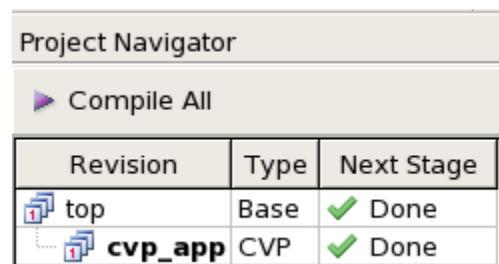 Project Navigator
Compile All
Revision Type Next Stage
top Base Done
cvp_app CVP Done